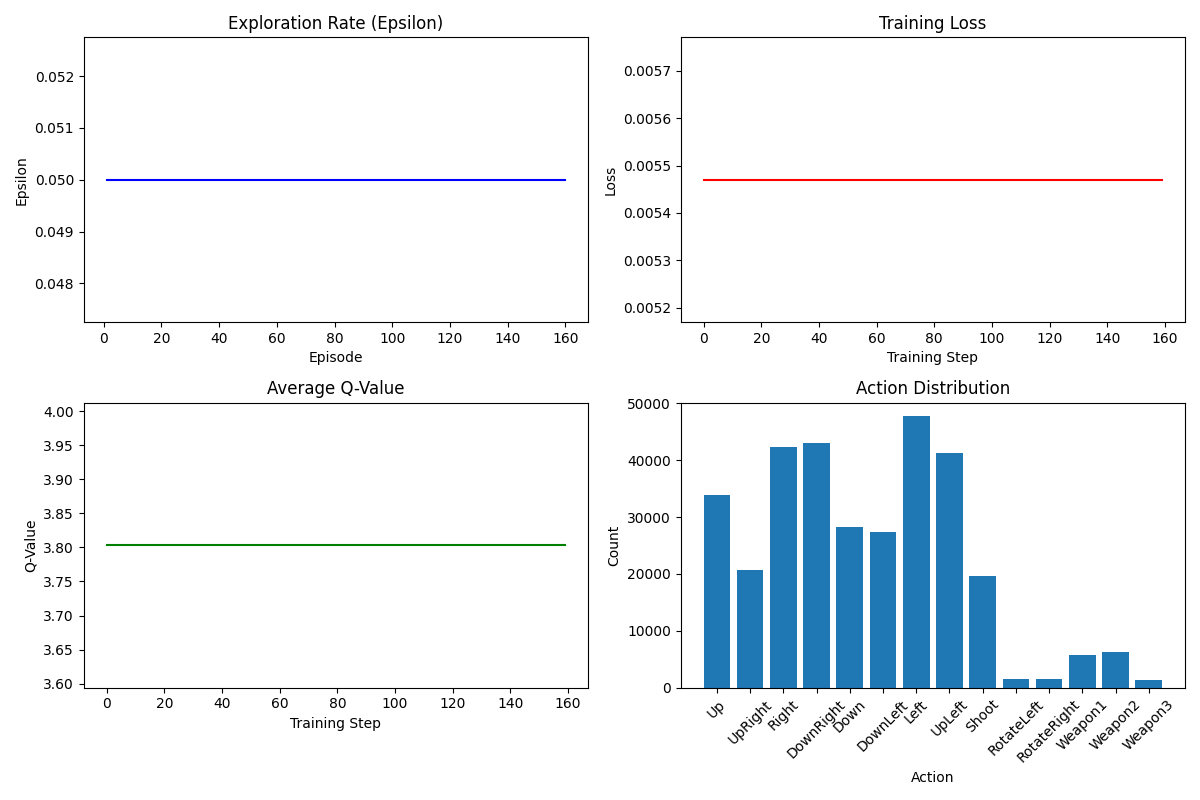 Exploration Rate (Epsilon)
0.052
0.051
0.050
0.049
0.048
Epsilon
0 20 40 60 80 100 120 140 160
Episode
Training Loss
0.0057
0.0056
0.0055
0.0054
0.0053
0.0052
Loss
0 20 40 60 80 100 120 140 160
Training Step
Average Q-Value
4.00
3.95
3.90
3.85
3.80
3.75
3.70
3.65
3.60
Q-Value
0 20 40 60 80 100 120 140 160
Training Step
Action Distribution
50000
40000
30000
20000
10000
0
Count
Up
UpRight
Right
DownRight
Down
DownLeft
Left
UpLeft
Shoot
RotateLeft
RotateRight
Weapon1
Weapon2
Weapon3
Action